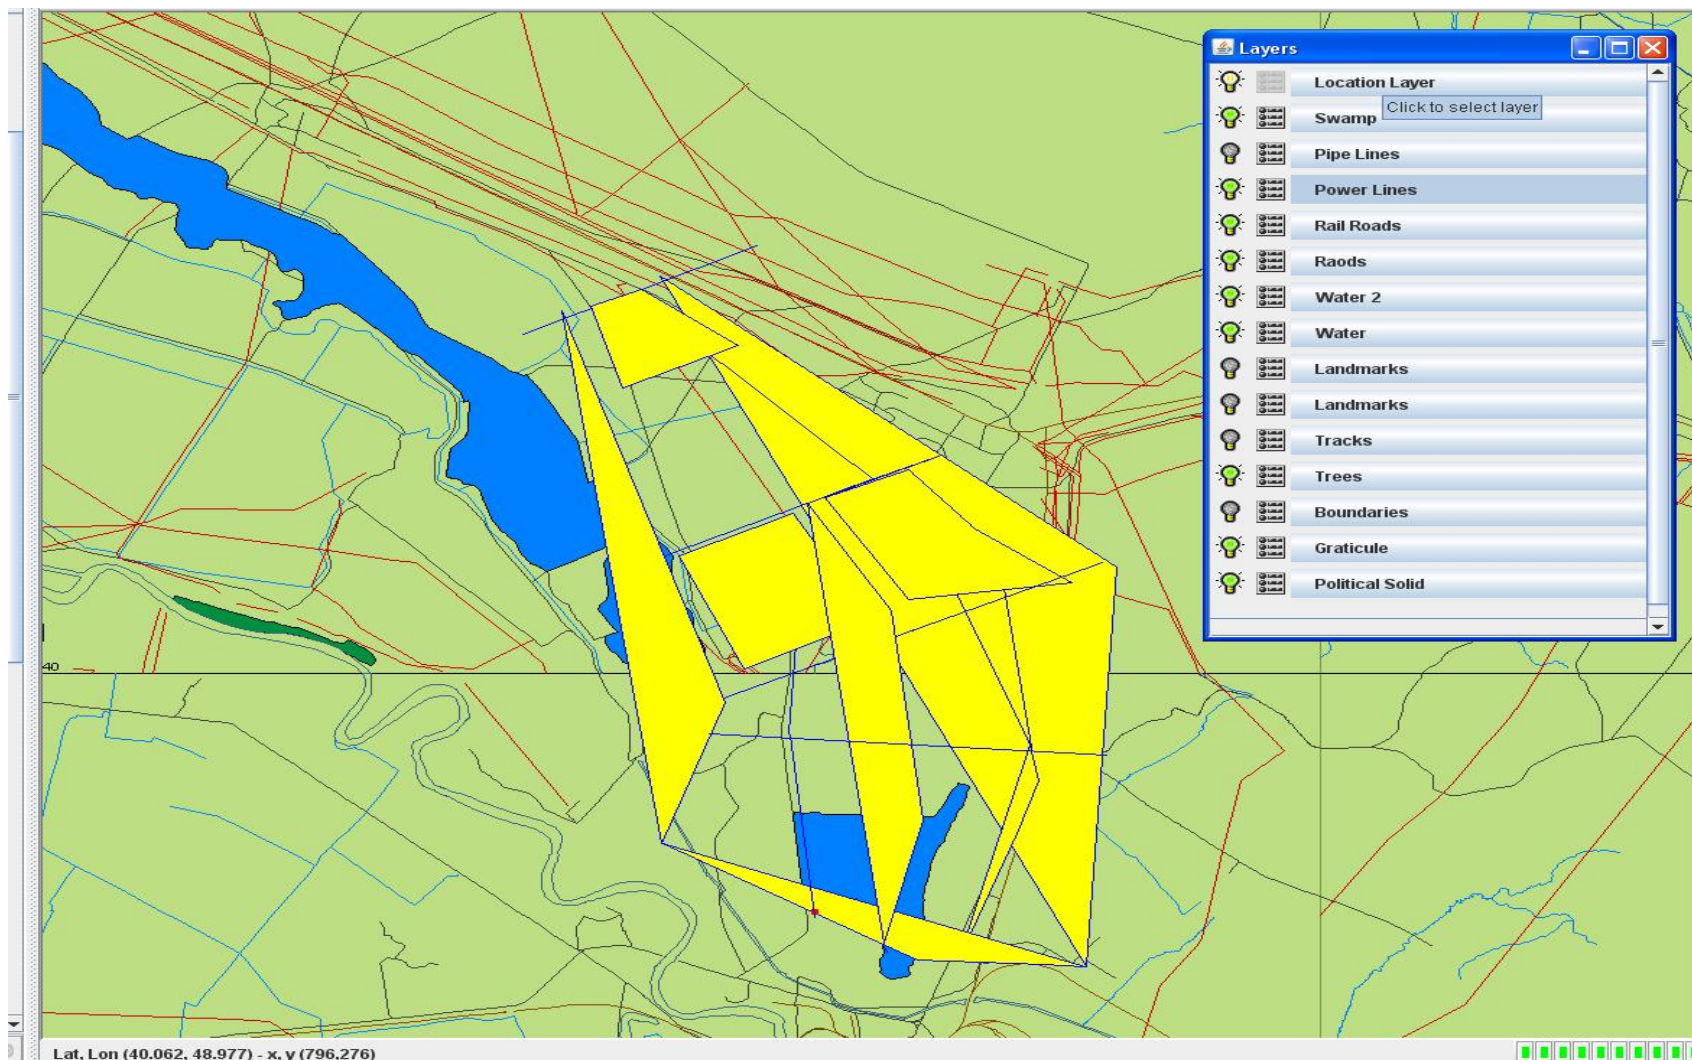 Layers
Location Layer
Click to select layer
Swamp
Pipe Lines
Power Lines
Rail Roads
Raods
Water 2
Water
Landmarks
Landmarks
Tracks
Trees
Boundaries
Graticule
Political Solid
40
Lat, Lon (40.062, 48.977) - x, y (796,276)